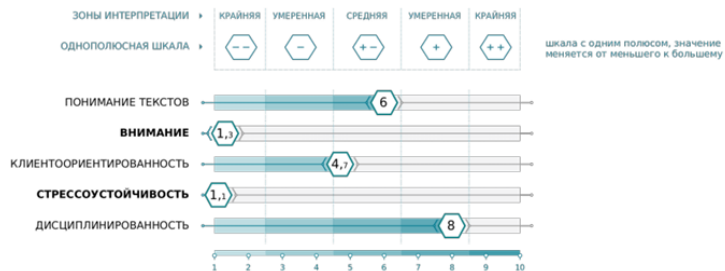 ЗОНЫ ИНТЕРПРЕТАЦИИ КРАЙНЯЯ УМЕРЕННАЯ СРЕДНЯЯ УМЕРЕННАЯ КРАЙНЯЯ
ОДНОПОЛЮСНАЯ ШКАЛА − − − + − + + +
шкала с одним полюсом, значение
меняется от меньшего к большему
ПОНИМАНИЕ ТЕКСТОВ 6
ВНИМАНИЕ 1,3
КЛИЕНТООРИЕНТИРОВАННОСТЬ 4,7
СТРЕССОУСТОЙЧИВОСТЬ 1,1
ДИСЦИПЛИНИРОВАННОСТЬ 8
1 2 3 4 5 6 7 8 9 10